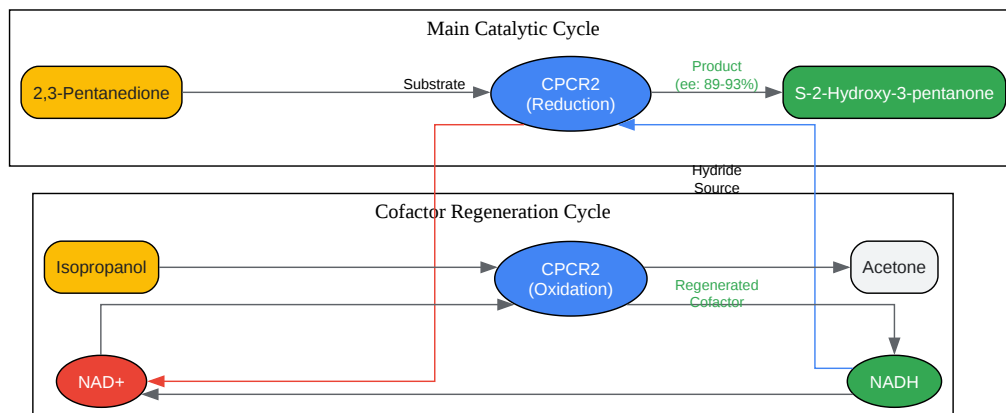 Main Catalytic Cycle
2,3-Pentanedione
Substrate
CPCR2
(Reduction)
Product
(ee: 89-93%)
S-2-Hydroxy-3-pentanone
Hydride
Source
Cofactor Regeneration Cycle
Isopropanol
CPCR2
(Oxidation)
Acetone
Regenerated
Cofactor
NAD+
NADH